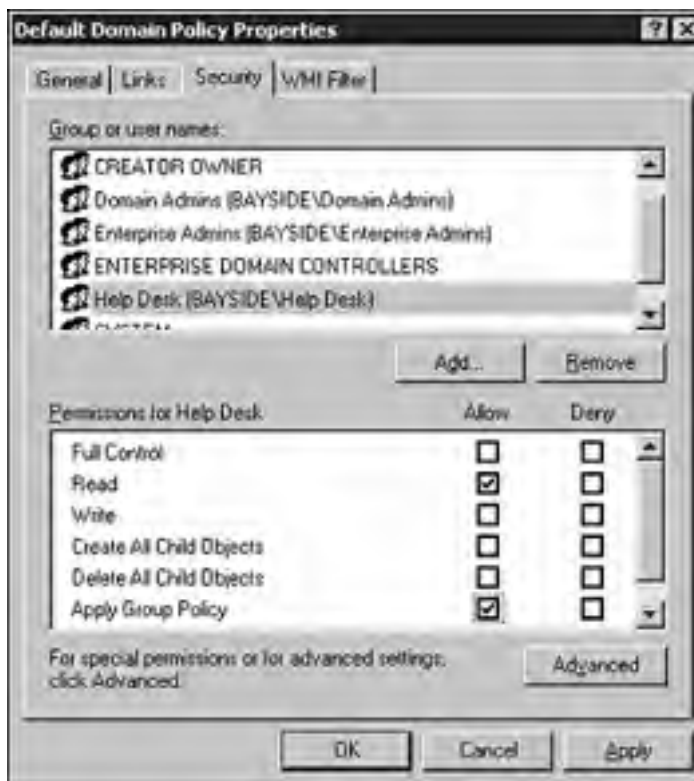 Default Domain Policy Properties
General Links Security WMI Filter
Group or user names:
CREATOR OWNER
Domain Admins (BAYSIDE\Domain Admins)
Enterprise Admins (BAYSIDE\Enterprise Admins)
ENTERPRISE DOMAIN CONTROLLERS
Help Desk (BAYSIDE\Help Desk)
SYSTEM
Add... Remove
Permissions for Help Desk Allow Deny
Full Control
Read
Write
Create All Child Objects
Delete All Child Objects
Apply Group Policy
For special permissions or for advanced settings,
click Advanced.
Advanced
OK Cancel Apply